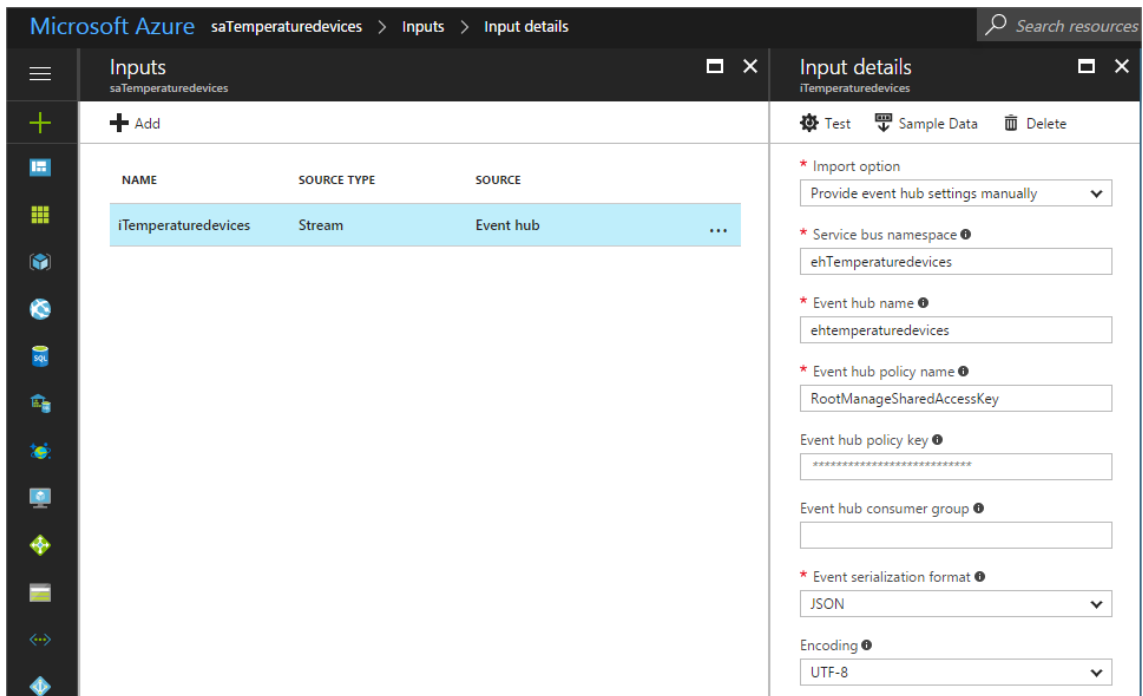 Microsoft Azure saTemperaturedevices > Inputs > Input details
Search resources
Inputs
saTemperaturedevices
Add
NAME SOURCE TYPE SOURCE
iTemperaturedevices Stream Event hub ...
SQL
Input details
iTemperaturedevices
Test Sample Data Delete
* Import option
Provide event hub settings manually
* Service bus namespace
ehTemperaturedevices
* Event hub name
ehtemperaturedevices
* Event hub policy name
RootManageSharedAccessKey
Event hub policy key
***************************
Event hub consumer group
* Event serialization format
JSON
Encoding
UTF-8